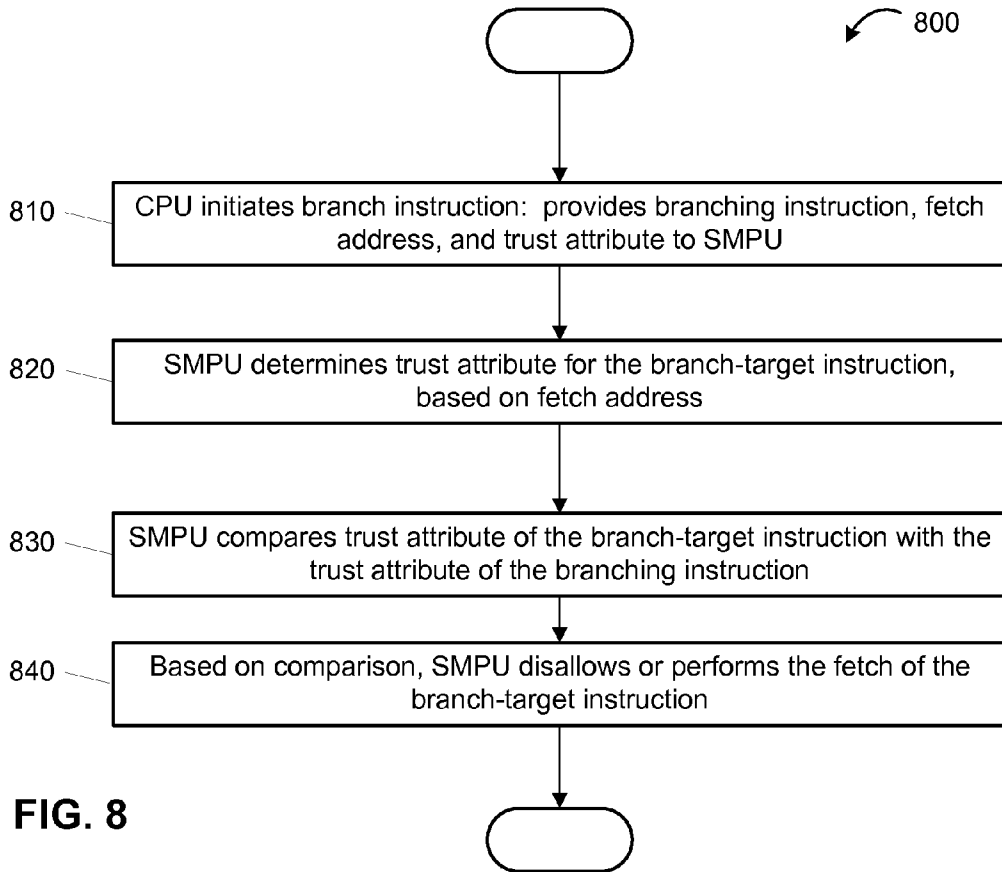 800
810
CPU initiates branch instruction: provides branching instruction, fetch
address, and trust attribute to SMPU
820
SMPU determines trust attribute for the branch-target instruction,
based on fetch address
830
SMPU compares trust attribute of the branch-target instruction with the
trust attribute of the branching instruction
840
Based on comparison, SMPU disallows or performs the fetch of the
branch-target instruction
FIG. 8